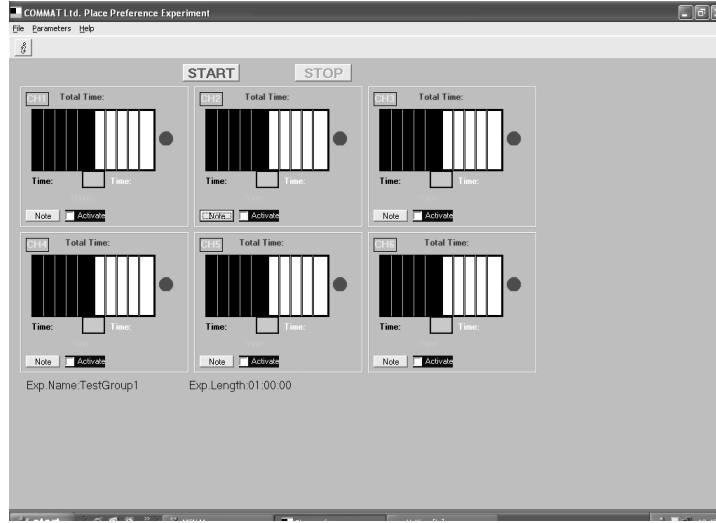 COMMAT Ltd. Place Preference Experiment
File Parameters Help
START STOP
CH1 Total Time:
Time: Time:
Note Activate
CH2 Total Time:
Time: Time:
Note Activate
CH3 Total Time:
Time: Time:
Note Activate
CH4 Total Time:
Time: Time:
Note Activate
CH5 Total Time:
Time: Time:
Note Activate
CH6 Total Time:
Time: Time:
Note Activate
Exp.Name:TestGroup1 Exp.Length:01:00:00
start